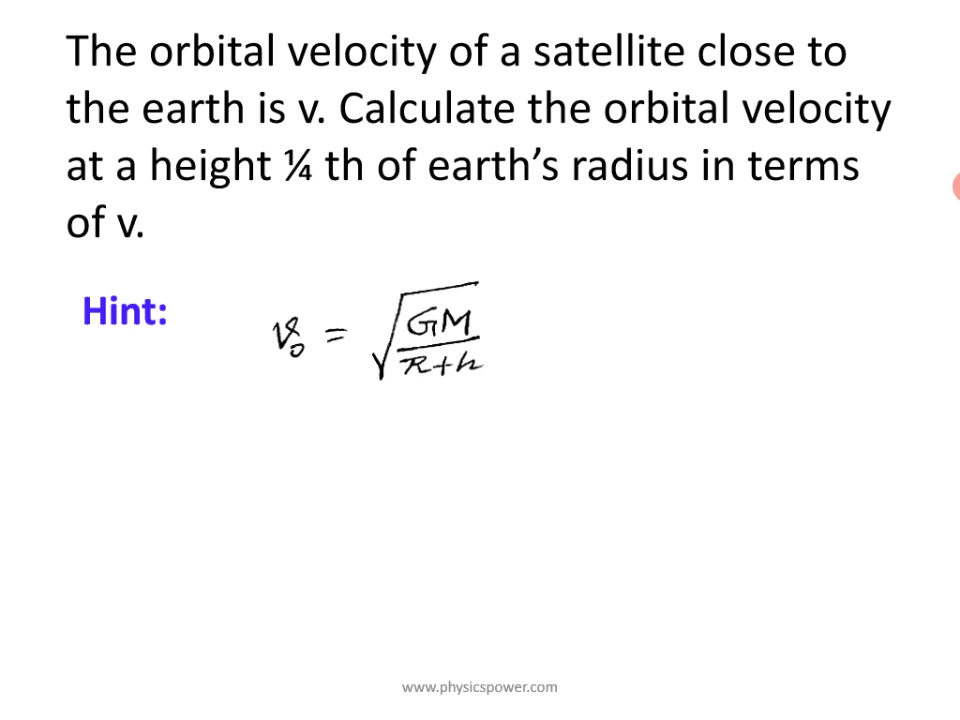 The orbital velocity of a satellite close to
the earth is v. Calculate the orbital velocity
at a height ¼ th of earth’s radius in terms
of v.
Hint:
v₀ = √(GM/(R+h))
www.physicspower.com